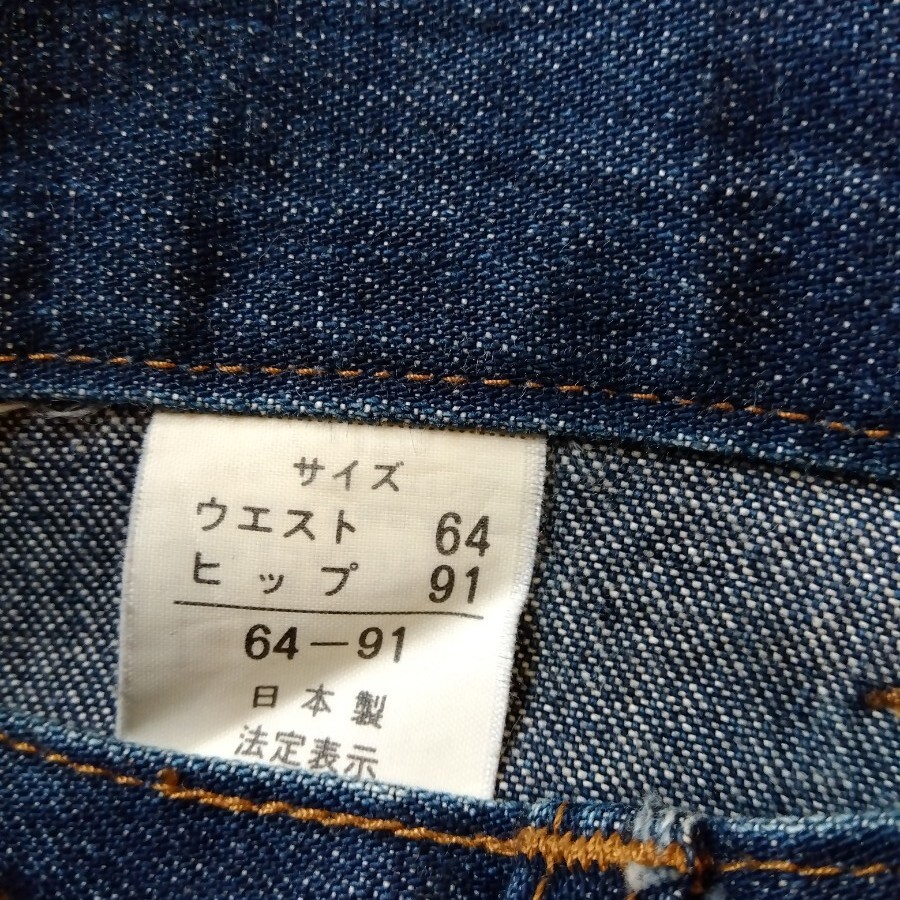 サイズ
ウエスト 64
ヒップ 91
64-91
日本製
法定表示